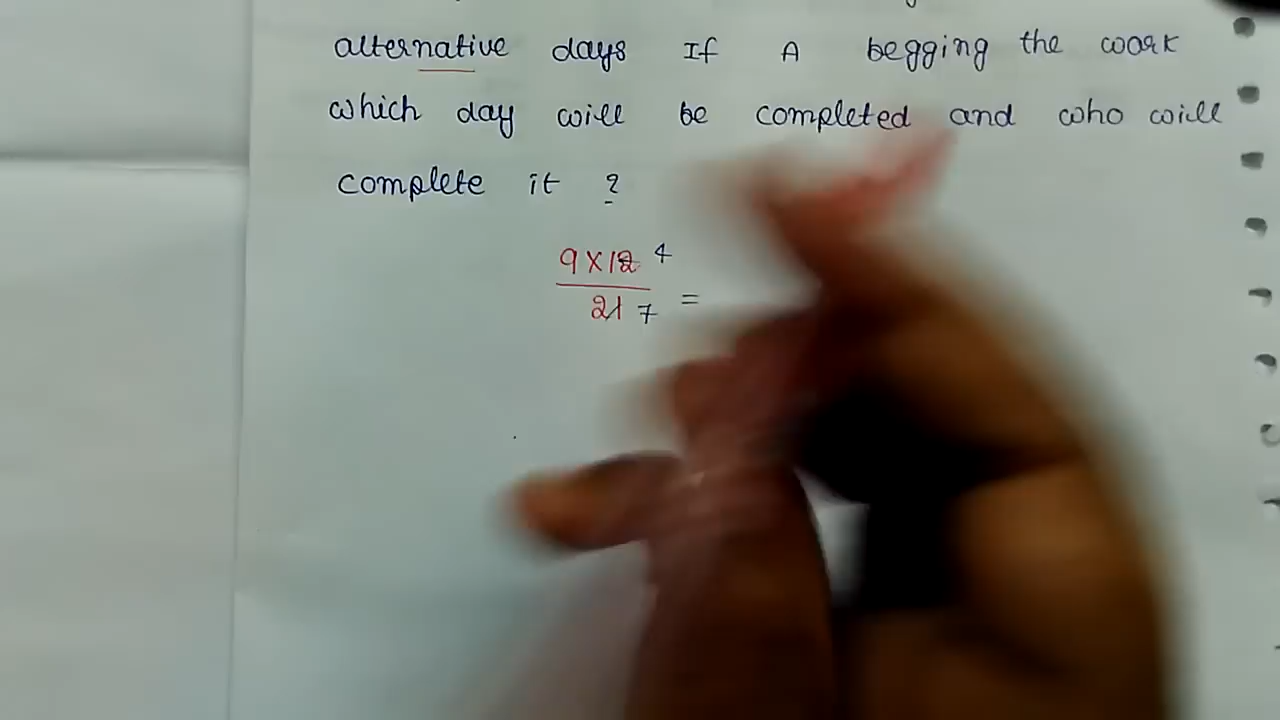 alternative days If A begging the work
which day will be completed and who will
complete it ?
9 X 12 4
21 7 =